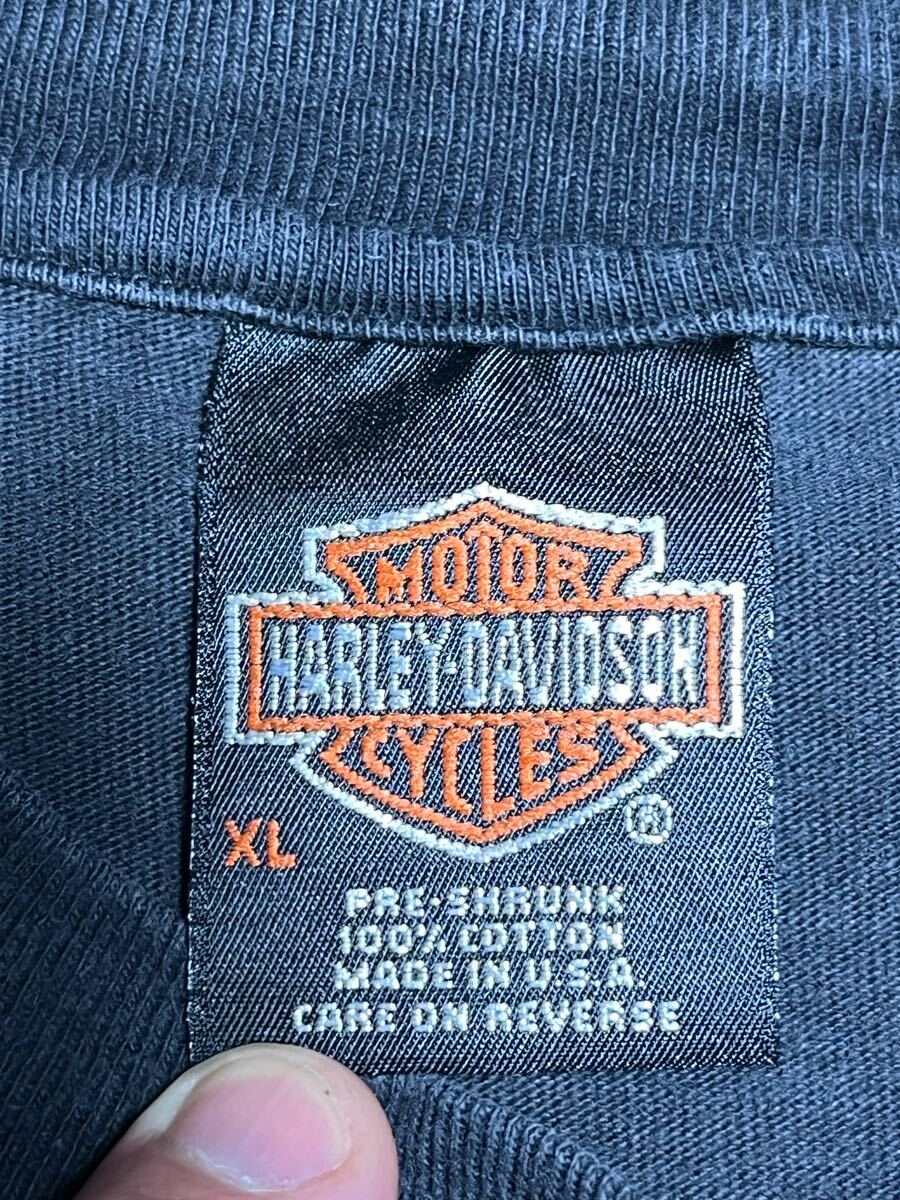 MOTOR
HARLEY-DAVIDSON
CYCLES
®
XL
PRE-SHRUNK
100% COTTON
MADE IN U.S.A.
CARE ON REVERSE